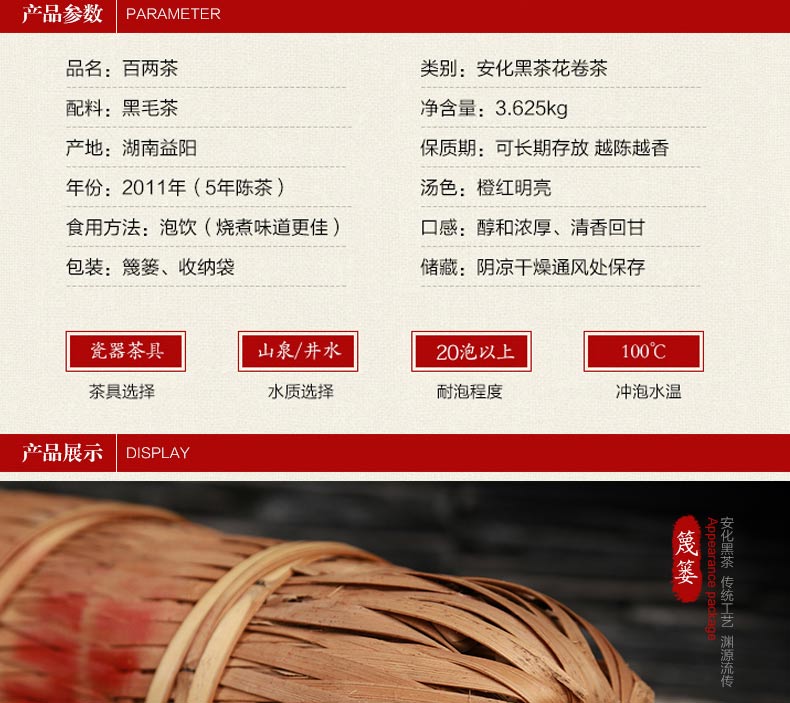 产品参数 PARAMETER
品名：百两茶
类别：安化黑茶花卷茶
配料：黑毛茶
净含量：3.625kg
产地：湖南益阳
保质期：可长期存放 越陈越香
年份：2011年（5年陈茶）
汤色：橙红明亮
食用方法：泡饮（烧煮味道更佳）
口感：醇和浓厚、清香回甘
包装：篾篓、收纳袋
储藏：阴凉干燥通风处保存
瓷器茶具
山泉/井水
20泡以上
100℃
茶具选择
水质选择
耐泡程度
冲泡水温
产品展示 DISPLAY
篾篓
Appearance package
安化黑茶 传统工艺 渊源流传